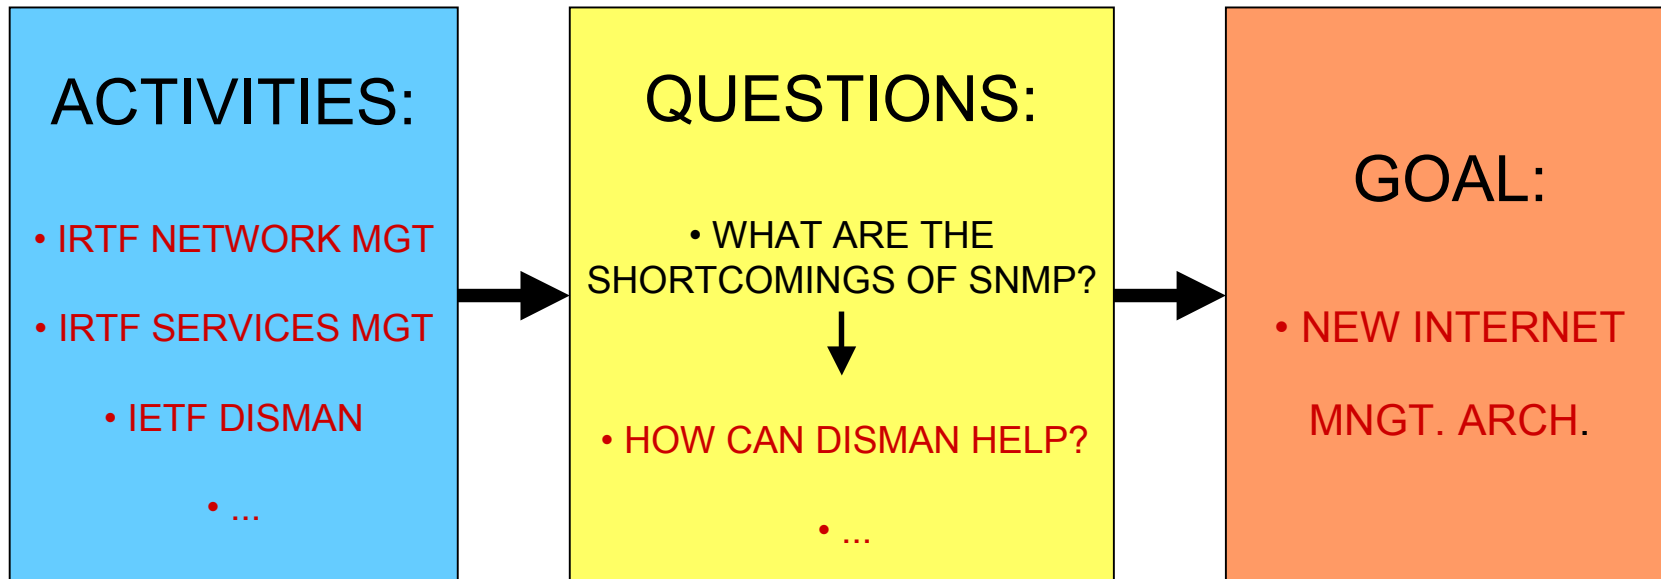 ACTIVITIES:
• IRTF NETWORK MGT
• IRTF SERVICES MGT
• IETF DISMAN
• ...
QUESTIONS:
• WHAT ARE THE
SHORTCOMINGS OF SNMP?
• HOW CAN DISMAN HELP?
• ...
GOAL:
• NEW INTERNET
MNGT. ARCH.